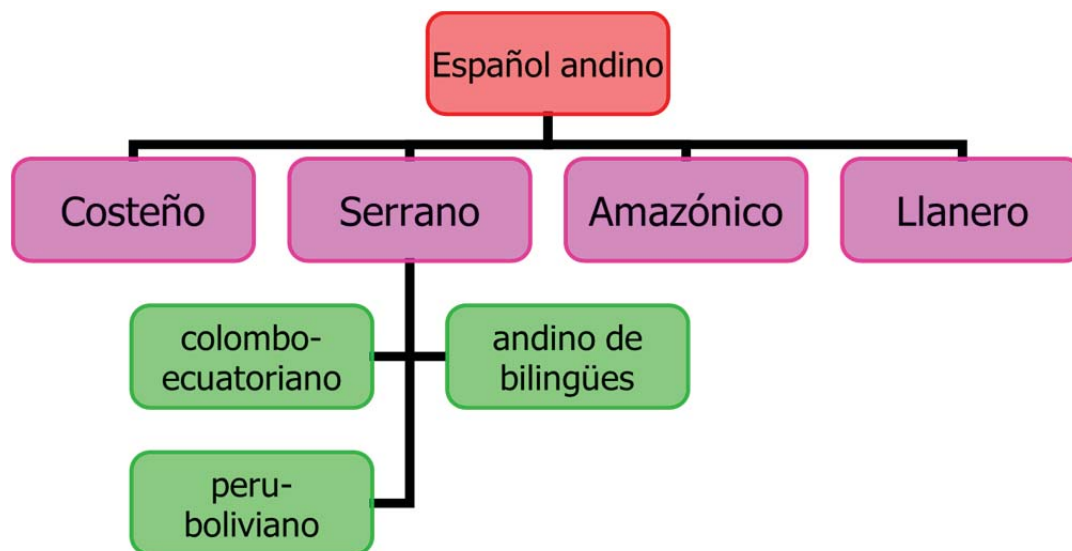 Español andino
Costeño
Serrano
Amazónico
Llanero
colombo-
ecuatoriano
andino de
bilingües
peru-
boliviano